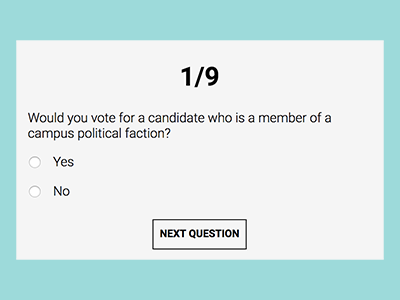 1/9
Would you vote for a candidate who is a member of a
campus political faction?
Yes
No
NEXT QUESTION